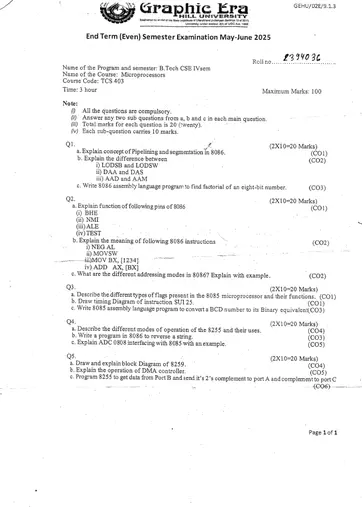 GEHU/02E/9.1.3
Graphic Era
HILL UNIVERSITY
End Term (Even) Semester Examination May-June 2025
Roll no
Name of the Program and semester: B.Tech CSE IVsem
Name of the Course: Microprocessors
Course Code: TCS 403
Time: 3 hour Maximum Marks: 100
Note:
(i) All the questions are compulsory.
(ii) Answer any two sub questions from a, b and c in each main question.
(iii) Total marks for each question is 20 (twenty).
(iv) Each sub-question carries 10 marks.
Q1. (2X10=20 Marks)
a. Explain concept of Pipelining and segmentation in 8086. (CO1)
b. Explain the difference between (CO2)
i) LODSB and LODSW
ii) DAA and DAS
iii) AAD and AAM
c. Write 8086 assembly language program to find factorial of an eight-bit number. (CO3)
Q2. (2X10=20 Marks)
a. Explain function of following pins of 8086 (CO1)
(i) BHE
(ii) NMI
(iii) ALE
(iv) TEST
b. Explain the meaning of following 8086 instructions (CO2)
i) NEG AL
ii) MOVSW
iii) MOV BX, [1234]
iv) ADD AX, [BX]
c. What are the different addressing modes in 8086? Explain with example. (CO2)
Q3. (2X10=20 Marks)
a. Describe the different types of flags present in the 8085 microprocessor and their functions. (CO1)
b. Draw timing Diagram of instruction SUI 25. (CO1)
c. Write 8085 assembly language program to convert a BCD number to its Binary equivalent (CO3)
Q4. (2X10=20 Marks)
a. Describe the different modes of operation of the 8255 and their uses. (CO4)
b. Write a program in 8086 to reverse a string. (CO3)
c. Explain ADC 0808 interfacing with 8085 with an example. (CO5)
Q5. (2X10=20 Marks)
a. Draw and explain block Diagram of 8259. (CO4)
b. Explain the operation of DMA controller. (CO5)
c. Program 8255 to get data from Port B and send it's 2's complement to port A and complement to port C
(CO6)
Page 1 of 1